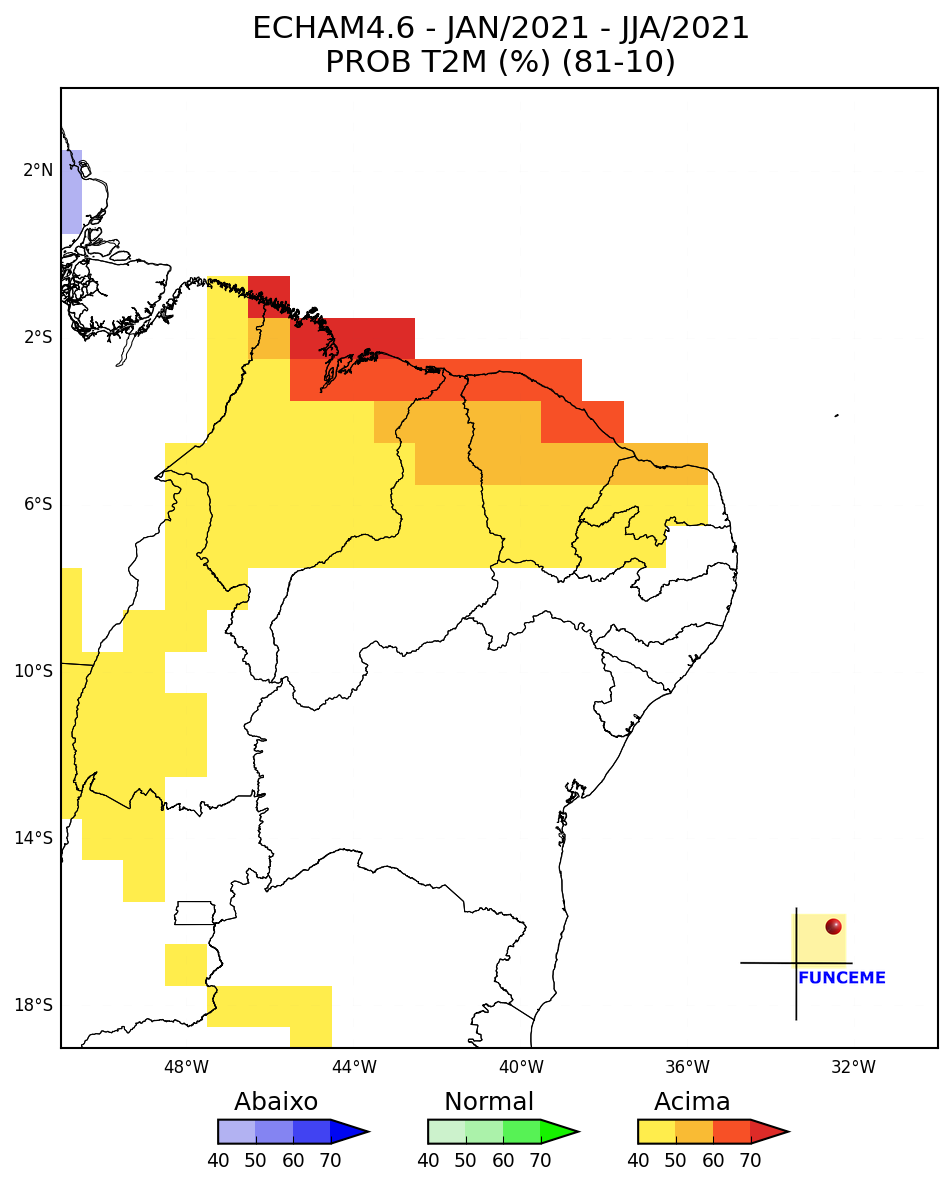 ECHAM4.6 - JAN/2021 - JJA/2021
PROB T2M (%) (81-10)
2°N
2°S
6°S
10°S
14°S
18°S
FUNCEME
48°W 44°W 40°W 36°W 32°W
Abaixo Normal Acima
40 50 60 70 40 50 60 70 40 50 60 70